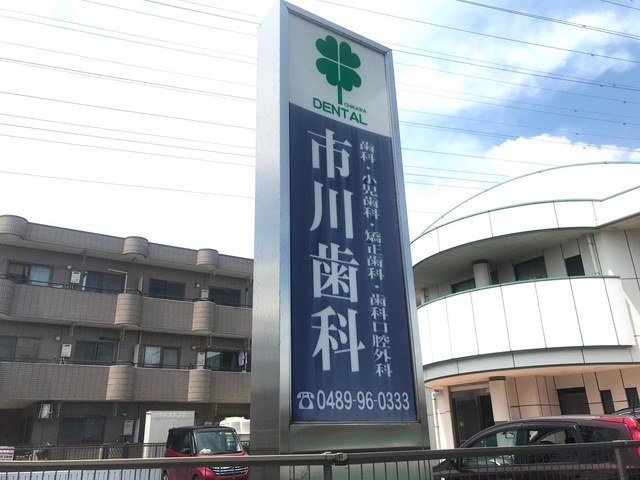 ICHIKAWA
DENTAL
市川歯科
歯科・小児歯科・矯正歯科・歯科口腔外科
☎0489-96-0333